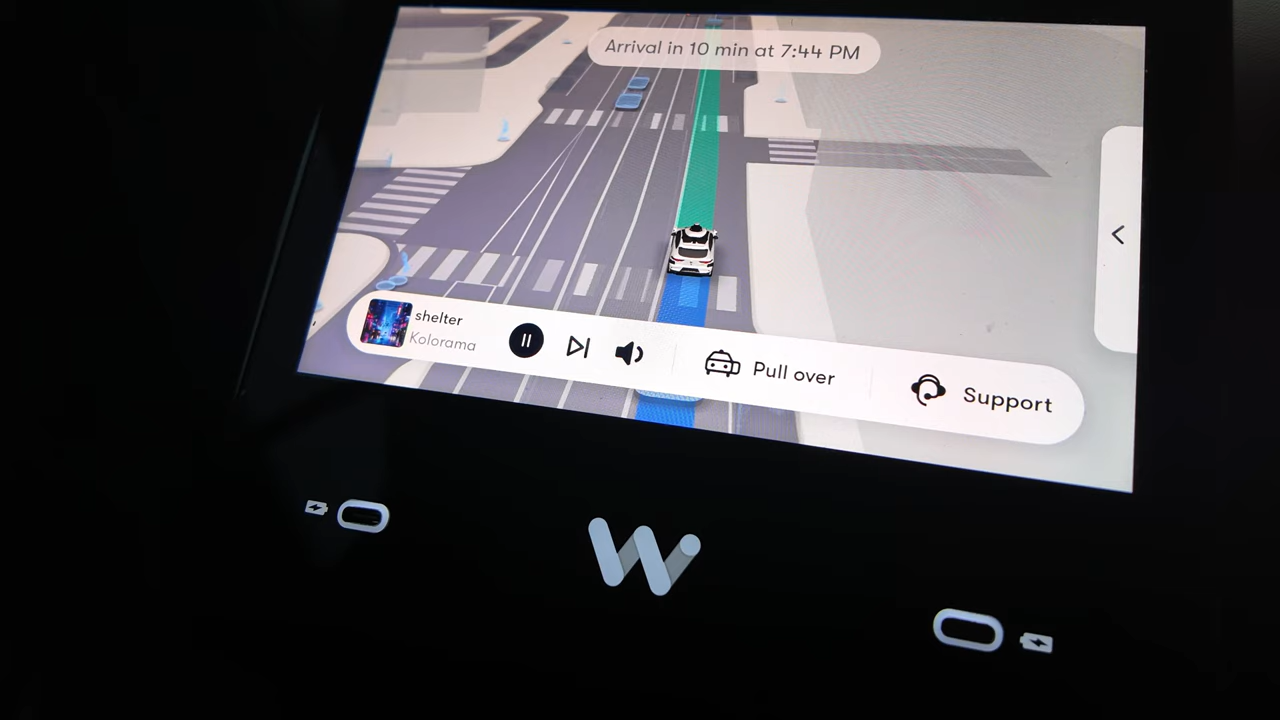 Arrival in 10 min at 7:44 PM
shelter
Kolorama
Pull over
Support